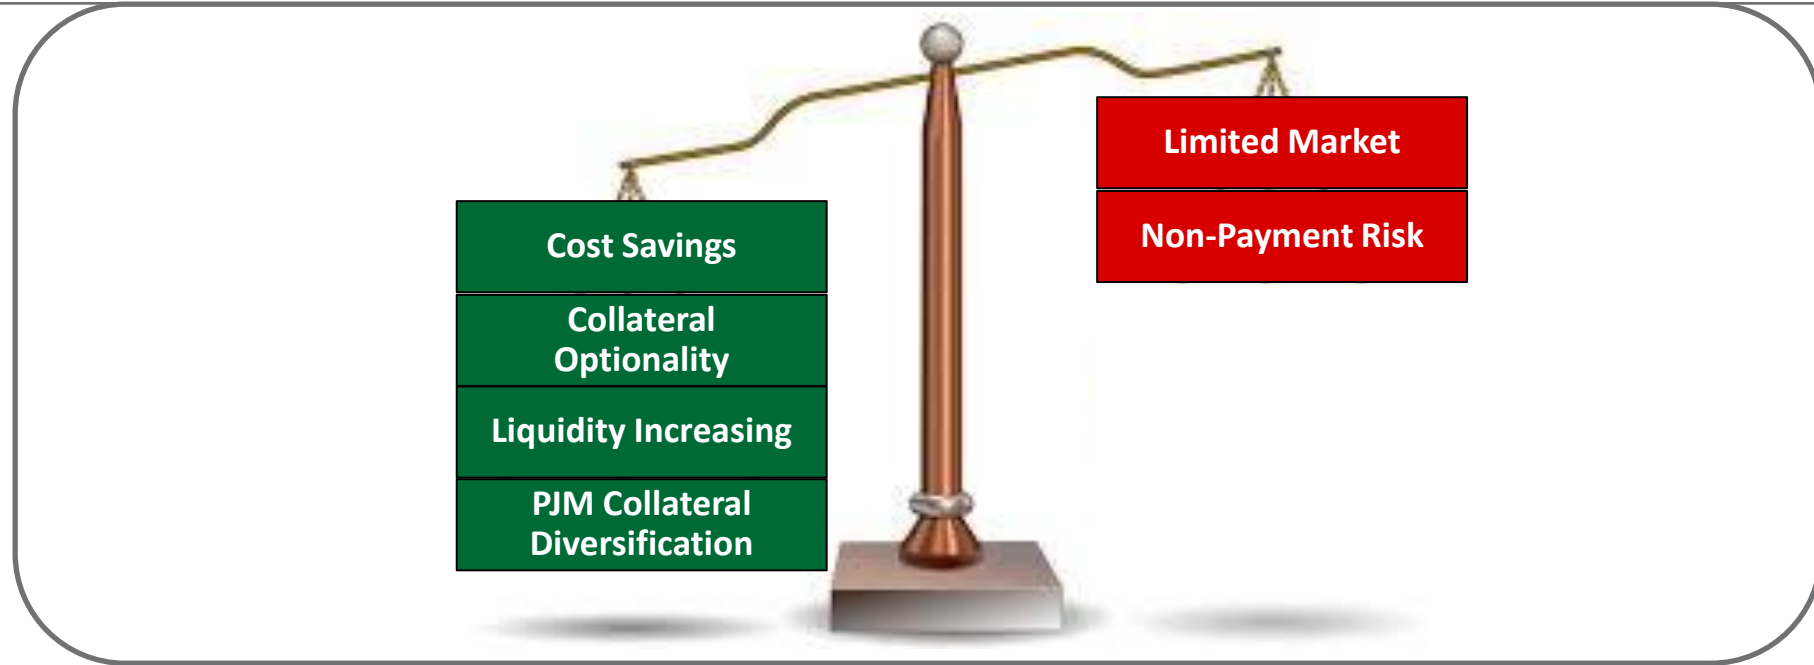 Cost Savings
Collateral
Optionality
Liquidity Increasing
PJM Collateral
Diversification
Limited Market
Non-Payment Risk